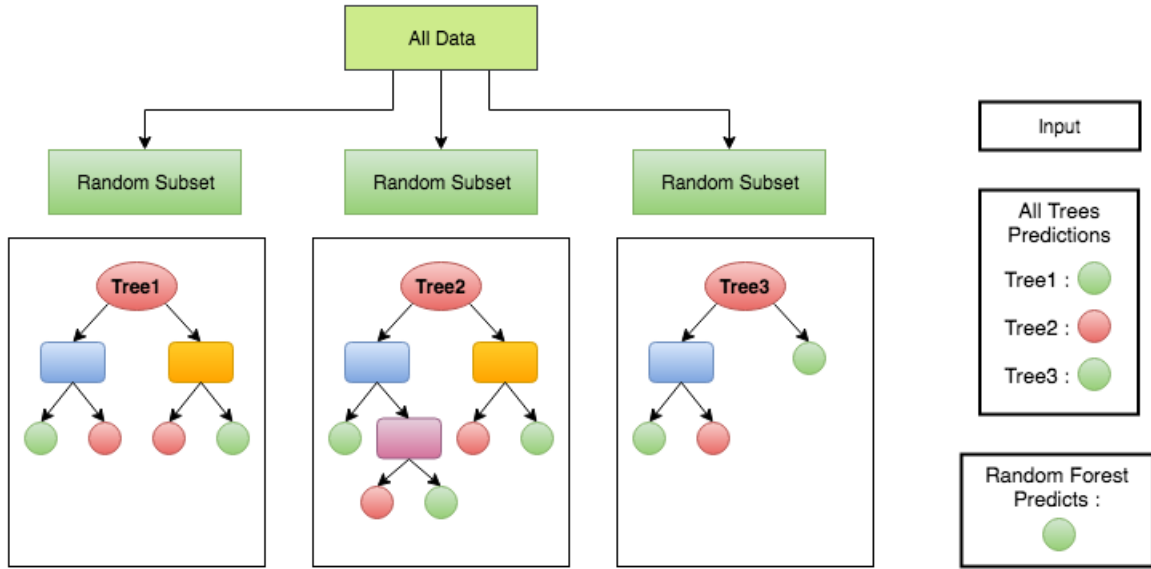 All Data
Random Subset
Random Subset
Random Subset
Tree1
Tree2
Tree3
Input
All Trees
Predictions
Tree1 :
Tree2 :
Tree3 :
Random Forest
Predicts :